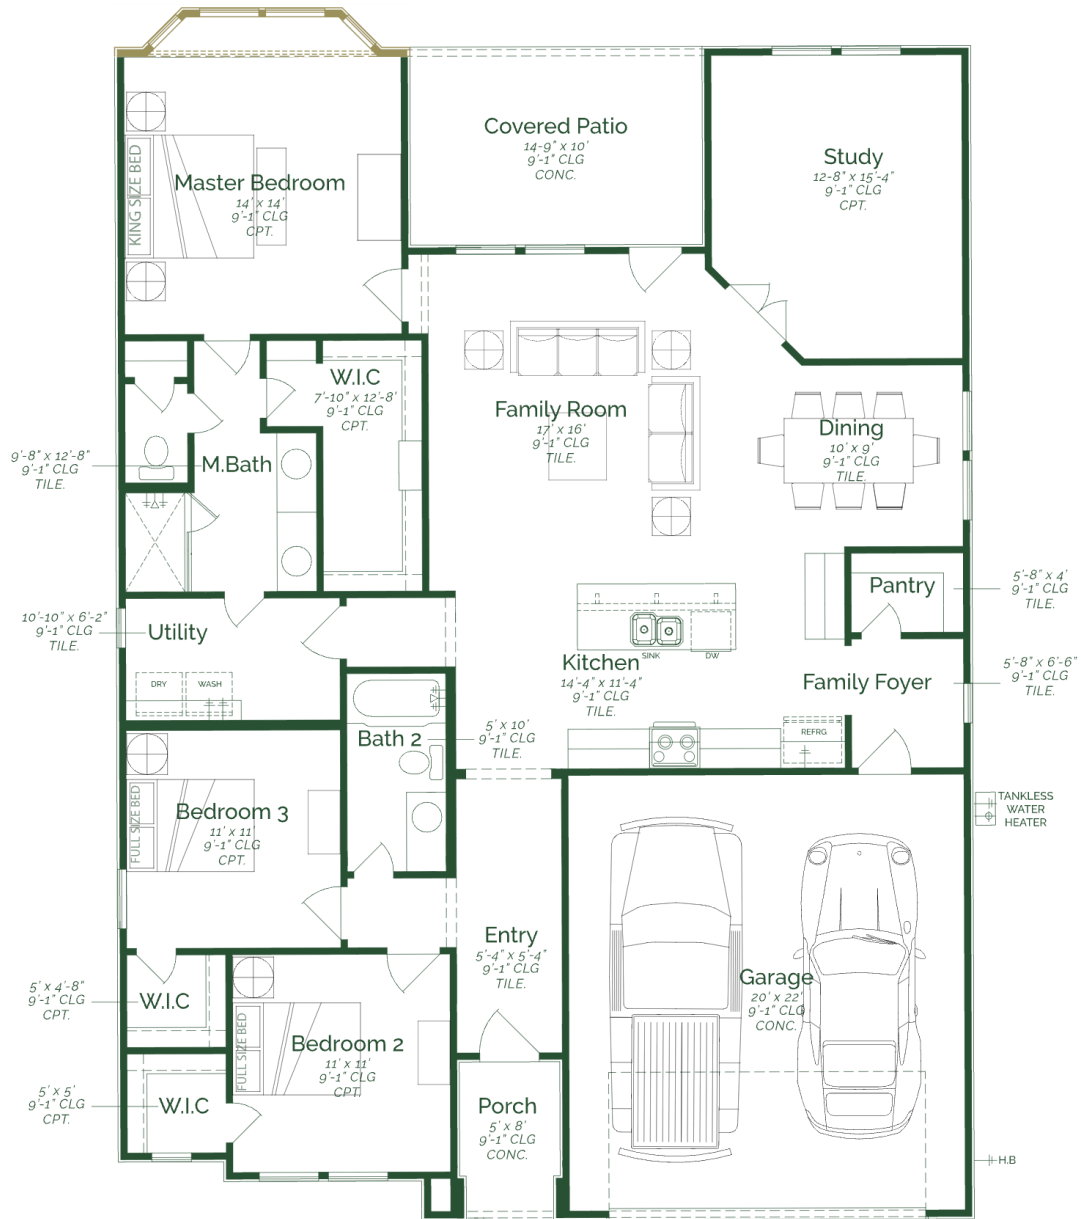 Covered Patio
14-9" x 10'
9'-1" CLG
CONC.
Study
12-8" x 15'-4"
9'-1" CLG
CPT.
KING SIZE BED
Master Bedroom
14' x 14'
9'-1" CLG
CPT.
W.I.C
7'-10" x 12'-8'
9'-1" CLG
CPT.
Family Room
17' x 16'
9'-1" CLG
TILE.
Dining
10' x 9'
9'-1" CLG
TILE.
9'-8" x 12'-8"
9'-1" CLG
TILE.
M.Bath
Pantry
5'-8" x 4'
9'-1" CLG
TILE.
10'-10" x 6'-2"
9'-1" CLG
TILE.
Utility
DRY
WASH
SINK
DW
Kitchen
14'-4" x 11'-4"
9'-1" CLG
TILE.
Family Foyer
5'-8" x 6'-6"
9'-1" CLG
TILE.
REFRG
Bath 2
5' x 10'
9'-1" CLG
TILE.
TANKLESS
WATER
HEATER
FULL SIZE BED
Bedroom 3
11' x 11'
9'-1" CLG
CPT.
Entry
5'-4" x 5'-4"
9'-1" CLG
TILE.
Garage
20' x 22'
9'-1" CLG
CONC.
5' x 4'-8"
9'-1" CLG
CPT.
W.I.C
FULL SIZE BED
Bedroom 2
11' x 11'
9'-1" CLG
CPT.
5' x 5'
9'-1" CLG
CPT.
W.I.C
Porch
5' x 8'
9'-1" CLG
CONC.
H.B